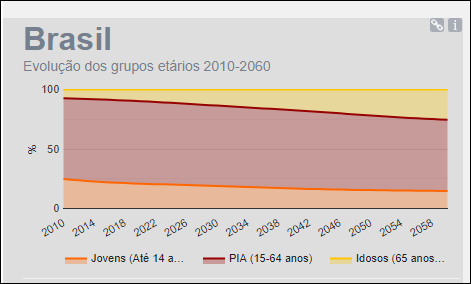 Brasil
Evolução dos grupos etários 2010-2060
100
50
0
%
2010 2014 2018 2022 2026 2030 2034 2038 2042 2046 2050 2054 2058
Jovens (Até 14 a... PIA (15-64 anos) Idosos (65 anos...